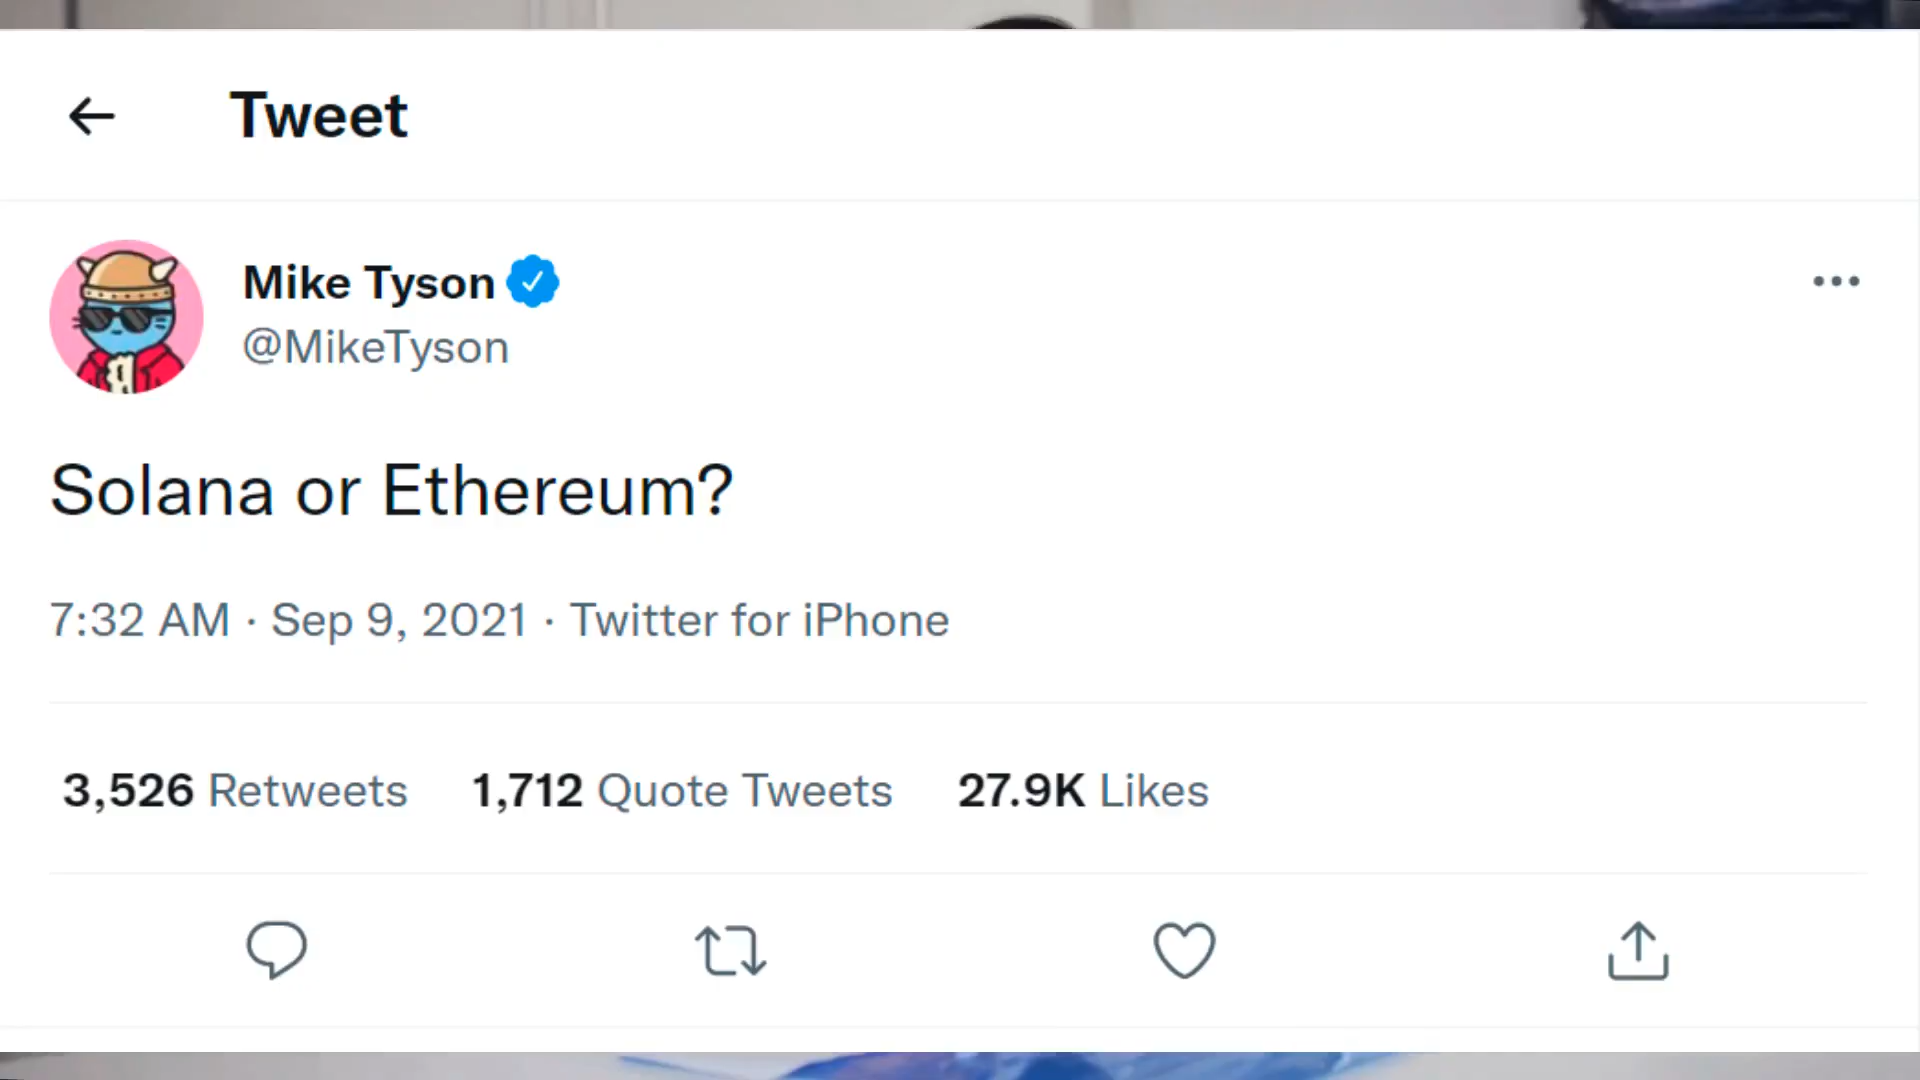 Tweet
Mike Tyson
@MikeTyson
Solana or Ethereum?
7:32 AM · Sep 9, 2021 · Twitter for iPhone
3,526 Retweets 1,712 Quote Tweets 27.9K Likes